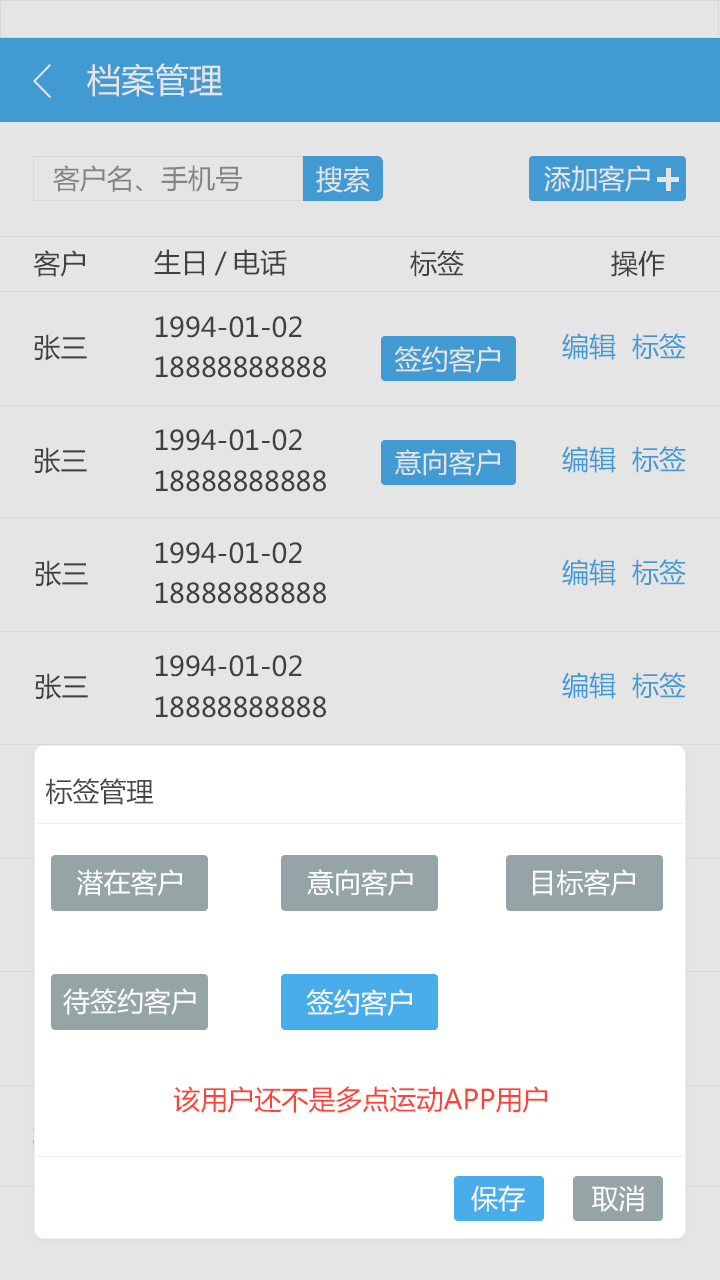 档案管理
客户名、手机号 搜索 添加客户
客户 生日 / 电话 标签 操作
张三 1994-01-02 18888888888 签约客户 编辑 标签
张三 1994-01-02 18888888888 意向客户 编辑 标签
张三 1994-01-02 18888888888 编辑 标签
张三 1994-01-02 18888888888 编辑 标签
标签管理
潜在客户 意向客户 目标客户
待签约客户 签约客户
该用户还不是多点运动APP用户
保存 取消